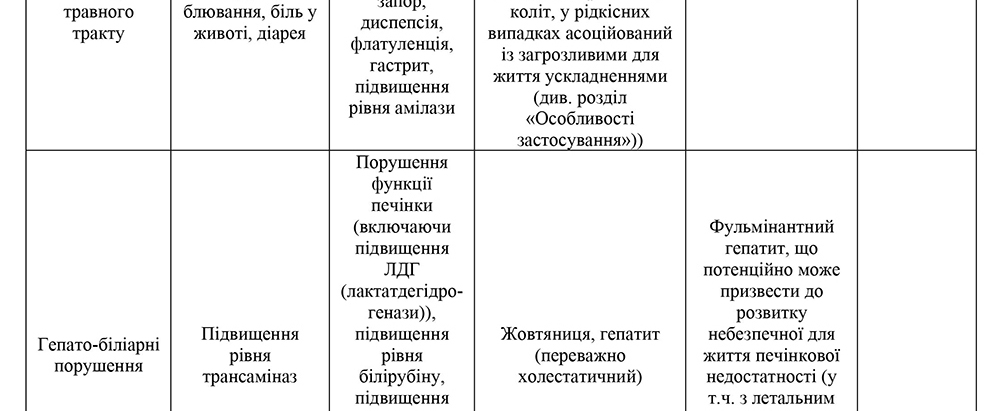 травного
тракту
блювання, біль у
животі, діарея
запор,
диспепсія,
флатуленція,
гастрит,
підвищення
рівня амілази
коліт, у рідкісних
випадках асоційований
із загрозливими для
життя ускладненнями
(див. розділ
«Особливості
застосування»))
Гепато-біліарні
порушення
Підвищення
рівня
трансаміназ
Порушення
функції
печінки
(включаючи
підвищення
ЛДГ
(лактатдегідро-
генази)),
підвищення
рівня
білірубіну,
підвищення
Жовтяниця, гепатит
(переважно
холестатичний)
Фульмінантний
гепатит, що
потенційно може
призвести до
розвитку
небезпечної для
життя печінкової
недостатності (у
т.ч. з летальним